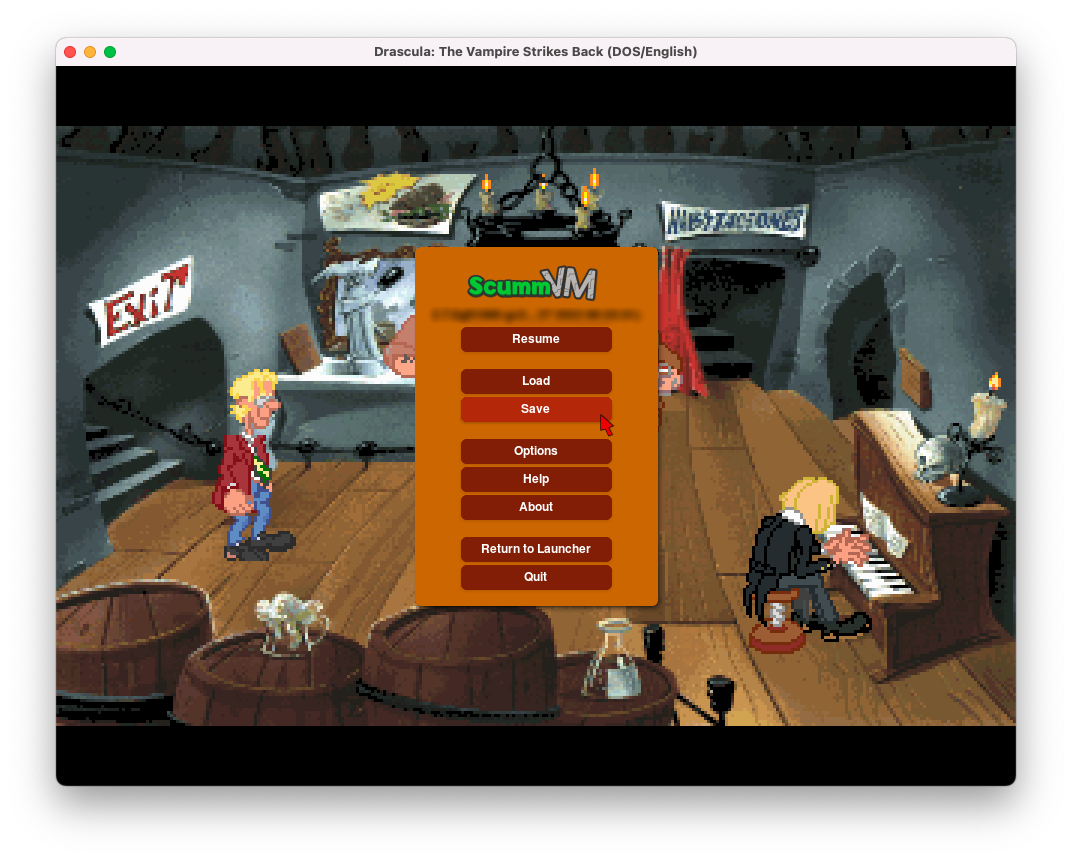 Drascula: The Vampire Strikes Back (DOS/English)
EXIT
HABITACIONES
ScummVM
Resume
Load
Save
Options
Help
About
Return to Launcher
Quit